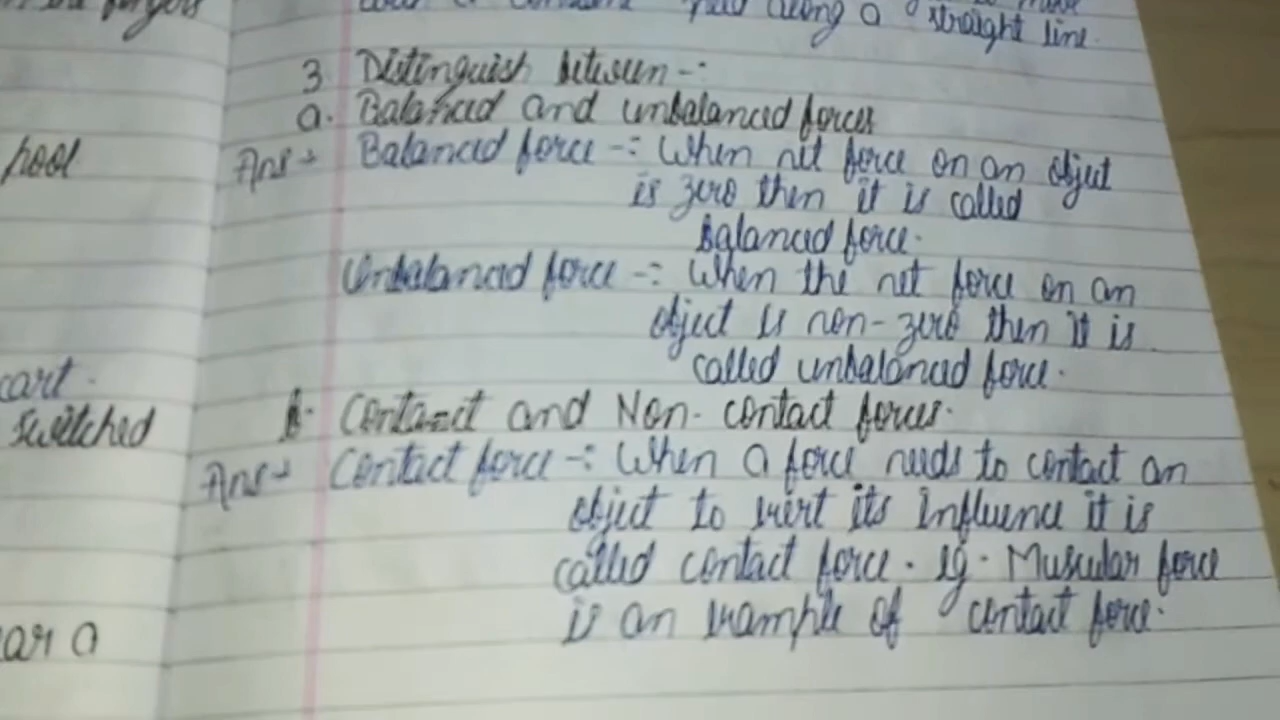 straight line.
3 Distinguish between -:
a. Balanced and unbalanced forces
Ans→ Balanced force -: When net force on an object
is zero then it is called
Balanced force.
Unbalanced force -: When the net force on an
object is non-zero then it is
called unbalanced force.
b. Contact and Non-contact forces.
Ans→ Contact force -: When a force needs to contact an
object to exert its influence it is
called contact force. eg. Muscular force
is an example of contact force.
pool
cart.
switched